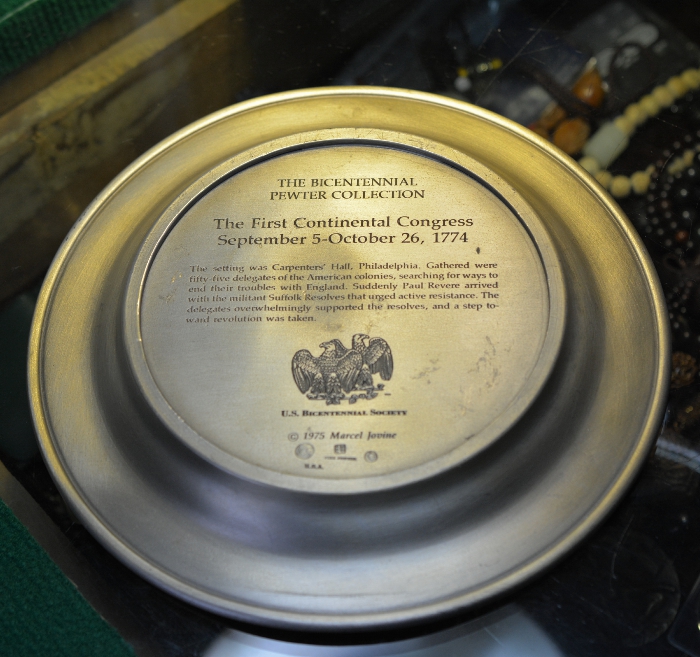 THE BICENTENNIAL
PEWTER COLLECTION
The First Continental Congress
September 5-October 26, 1774
The setting was Carpenters' Hall, Philadelphia. Gathered were
fifty-five delegates of the American colonies, searching for ways to
end their troubles with England. Suddenly Paul Revere arrived
with the militant Suffolk Resolves that urged active resistance. The
delegates overwhelmingly supported the resolves, and a step to-
ward revolution was taken.
U.S. BICENTENNIAL SOCIETY
© 1975 Marcel Jovine
U.S.A.